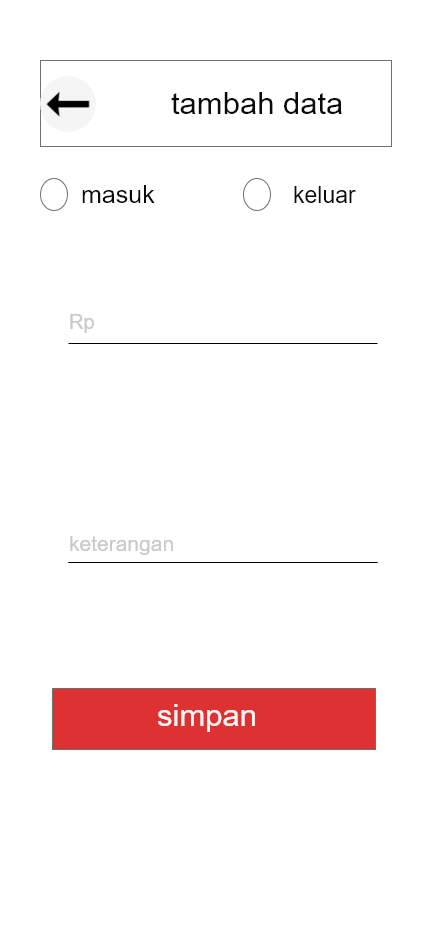 tambah data
masuk keluar
Rp
keterangan
simpan